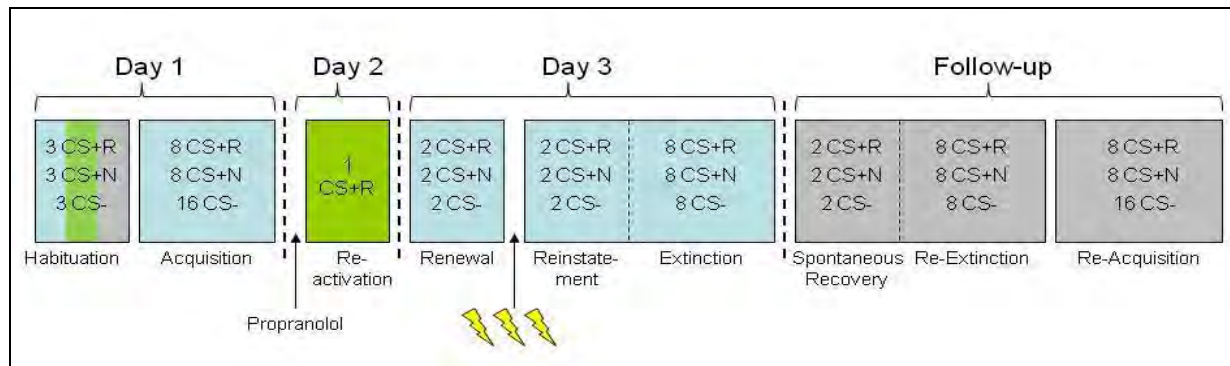 Day 1
Day 2
Day 3
Follow-up
3 CS+R
3 CS+N
3 CS-
8 CS+R
8 CS+N
16 CS-
1
CS+R
2 CS+R
2 CS+N
2 CS-
2 CS+R
2 CS+N
2 CS-
8 CS+R
8 CS+N
8 CS-
2 CS+R
2 CS+N
2 CS-
8 CS+R
8 CS+N
8 CS-
8 CS+R
8 CS+N
16 CS-
Habituation
Acquisition
Re-
activation
Renewal
Reinstate-
ment
Extinction
Spontaneous
Recovery
Re-Extinction
Re-Acquisition
Propranolol